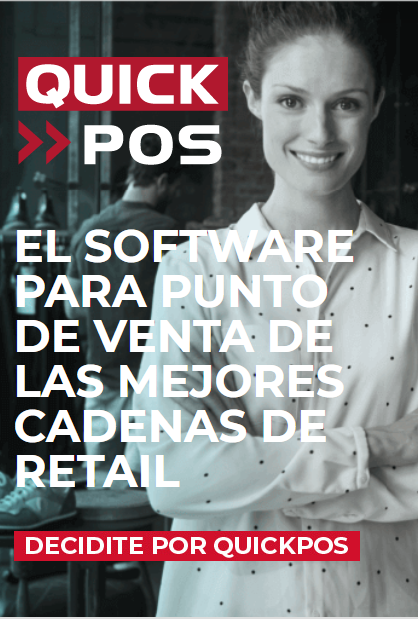 QUICK
POS
EL SOFTWARE
PARA PUNTO
DE VENTA DE
LAS MEJORES
CADENAS DE
RETAIL
DECIDITE POR QUICKPOS